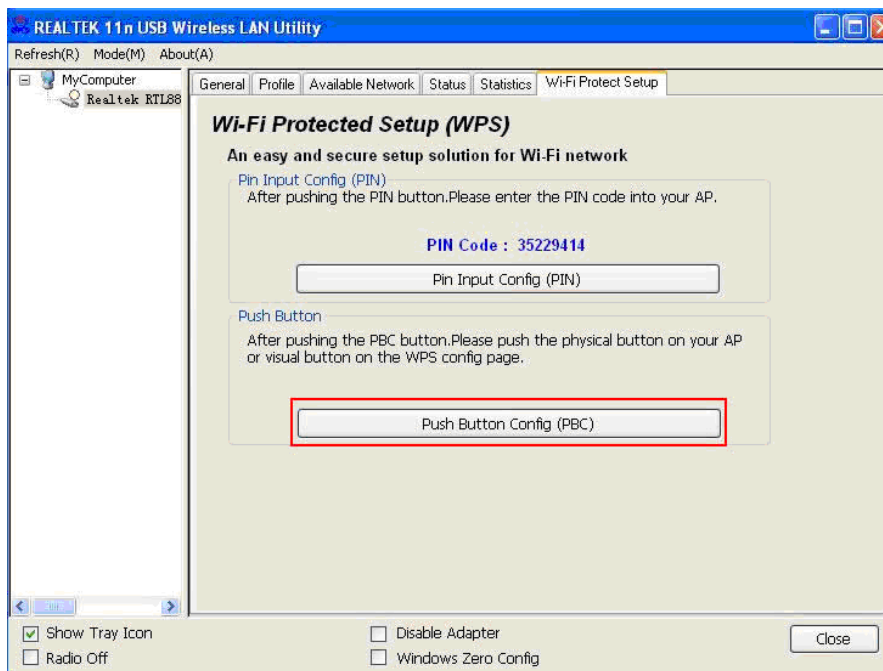 REALTEK 11n USB Wireless LAN Utility
Refresh(R) Mode(M) About(A)
MyComputer
Realtek RTL88
General Profile Available Network Status Statistics Wi-Fi Protect Setup
Wi-Fi Protected Setup (WPS)
An easy and secure setup solution for Wi-Fi network
Pin Input Config (PIN)
After pushing the PIN button.Please enter the PIN code into your AP.
PIN Code : 35229414
Pin Input Config (PIN)
Push Button
After pushing the PBC button.Please push the physical button on your AP
or visual button on the WPS config page.
Push Button Config (PBC)
Show Tray Icon
Radio Off
Disable Adapter
Windows Zero Config
Close